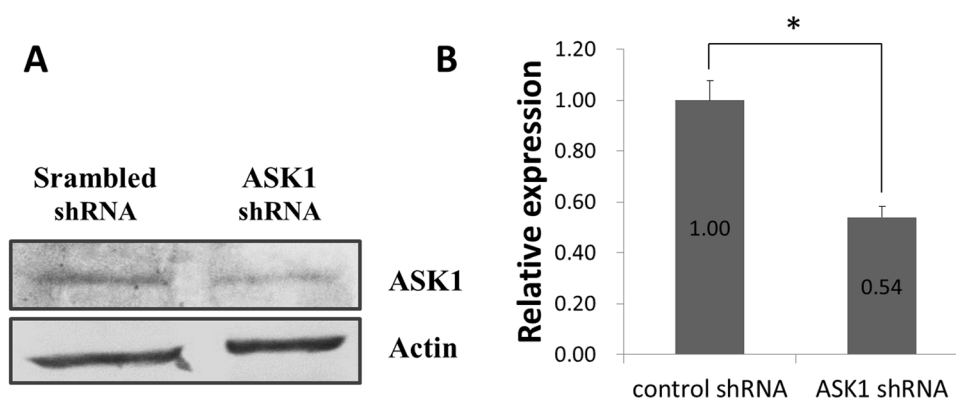 A
Srambled
shRNA
ASK1
shRNA
ASK1
Actin
B
*
Relative expression
1.20
1.00
0.80
0.60
0.40
0.20
0.00
1.00
0.54
control shRNA
ASK1 shRNA